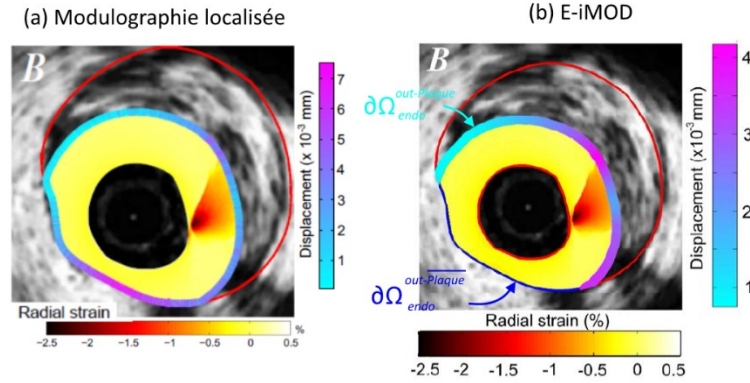 (a) Modulographie localisée
(b) E-iMOD
B
7
6
5
4
3
2
1
Displacement (x 10⁻³ mm)
Radial strain
%
−2.5 −2 −1.5 −1 −0.5 0 0.5
B
∂Ω endo out-Plaque
∂Ω endo out-Plaque
4
3
2
1
Displacement (x10⁻³ mm)
Radial strain (%)
-2.5 -2 -1.5 -1 -0.5 0 0.5